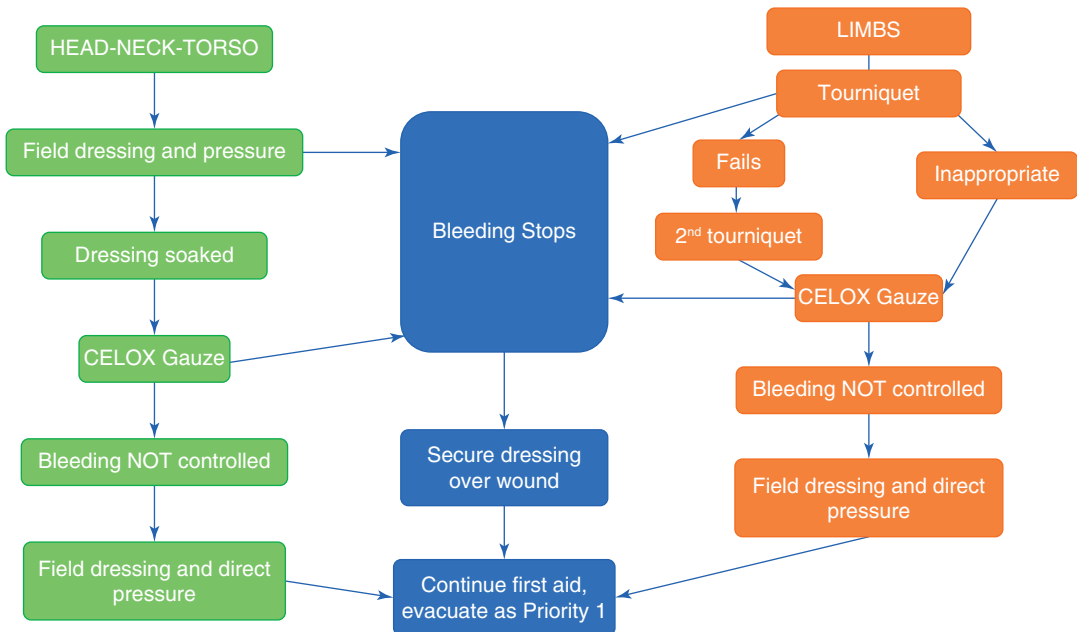 HEAD-NECK-TORSO
Field dressing and pressure
Dressing soaked
CELOX Gauze
Bleeding NOT controlled
Field dressing and direct
pressure
Bleeding Stops
Secure dressing
over wound
Continue first aid,
evacuate as Priority 1
LIMBS
Tourniquet
Fails
Inappropriate
2nd tourniquet
CELOX Gauze
Bleeding NOT controlled
Field dressing and direct
pressure